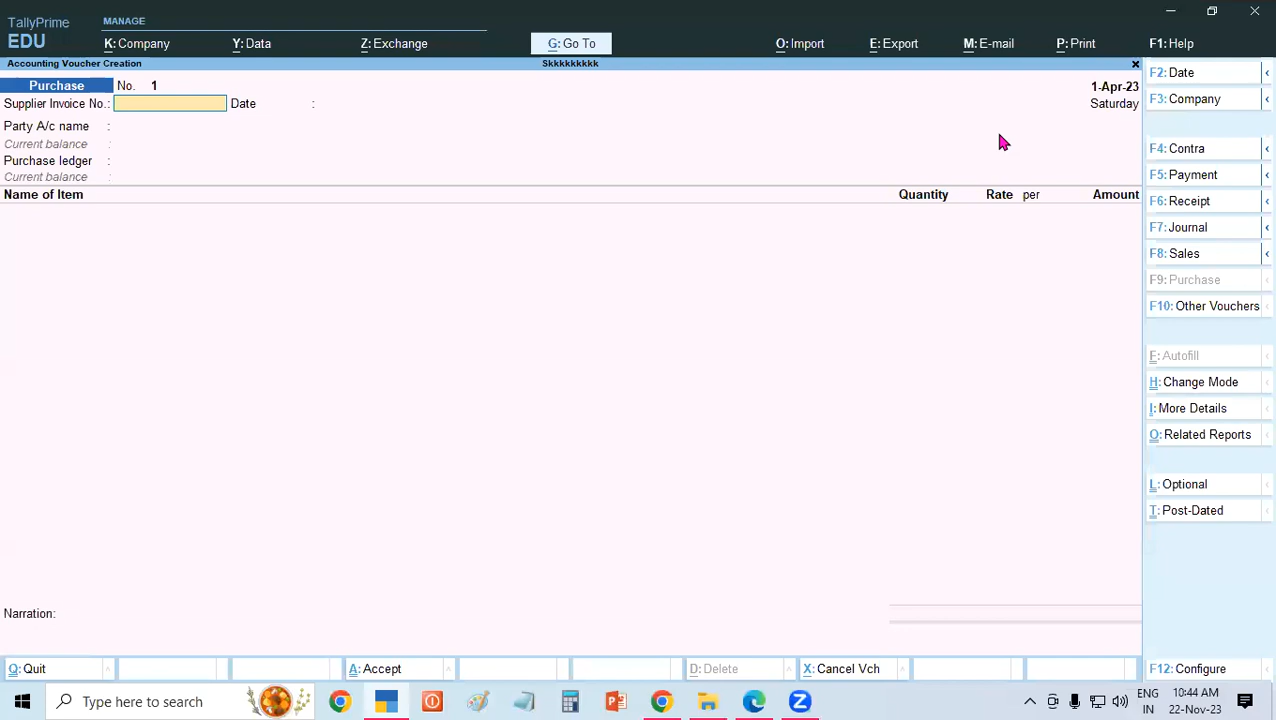 TallyPrime
EDU
MANAGE
K: Company
Y: Data
Z: Exchange
G: Go To
O: Import
E: Export
M: E-mail
P: Print
F1: Help
Accounting Voucher Creation
Skkkkkkkkk
Purchase
No. 1
1-Apr-23
Supplier Invoice No.:
Date :
Saturday
Party A/c name :
Current balance :
Purchase ledger :
Current balance :
Name of Item
Quantity
Rate per
Amount
Narration:
F2: Date
F3: Company
F4: Contra
F5: Payment
F6: Receipt
F7: Journal
F8: Sales
F9: Purchase
F10: Other Vouchers
F: Autofill
H: Change Mode
I: More Details
O: Related Reports
L: Optional
T: Post-Dated
F12: Configure
Q: Quit
A: Accept
D: Delete
X: Cancel Vch
Type here to search
ENG
IN
10:44 AM
22-Nov-23